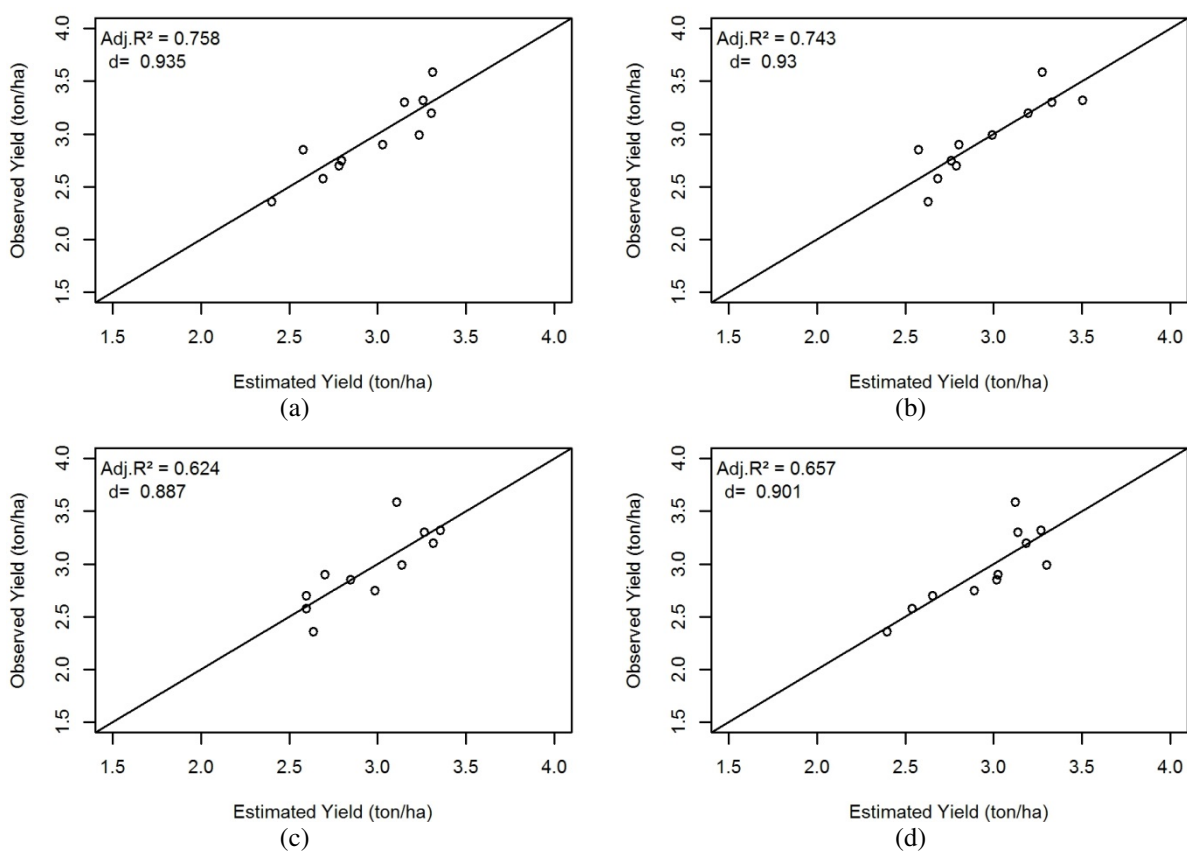 Adj.R² = 0.758
d= 0.935
4.0
3.5
3.0
2.5
2.0
1.5
Observed Yield (ton/ha)
1.5 2.0 2.5 3.0 3.5 4.0
Estimated Yield (ton/ha)
(a)
Adj.R² = 0.743
d= 0.93
4.0
3.5
3.0
2.5
2.0
1.5
Observed Yield (ton/ha)
1.5 2.0 2.5 3.0 3.5 4.0
Estimated Yield (ton/ha)
(b)
Adj.R² = 0.624
d= 0.887
4.0
3.5
3.0
2.5
2.0
1.5
Observed Yield (ton/ha)
1.5 2.0 2.5 3.0 3.5 4.0
Estimated Yield (ton/ha)
(c)
Adj.R² = 0.657
d= 0.901
4.0
3.5
3.0
2.5
2.0
1.5
Observed Yield (ton/ha)
1.5 2.0 2.5 3.0 3.5 4.0
Estimated Yield (ton/ha)
(d)